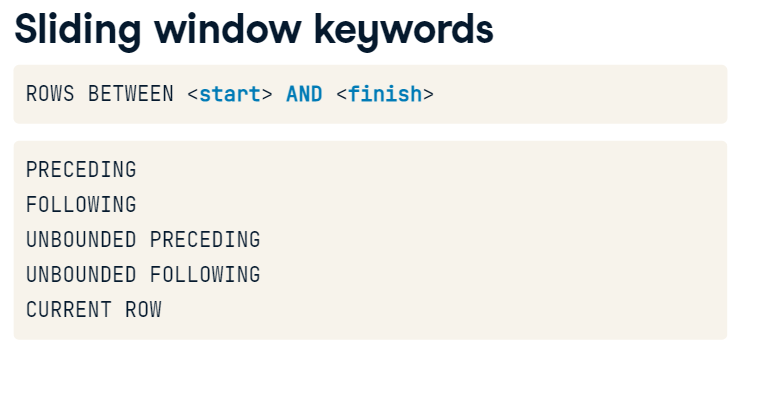 Sliding window keywords
ROWS BETWEEN <start> AND <finish>
PRECEDING
FOLLOWING
UNBOUNDED PRECEDING
UNBOUNDED FOLLOWING
CURRENT ROW